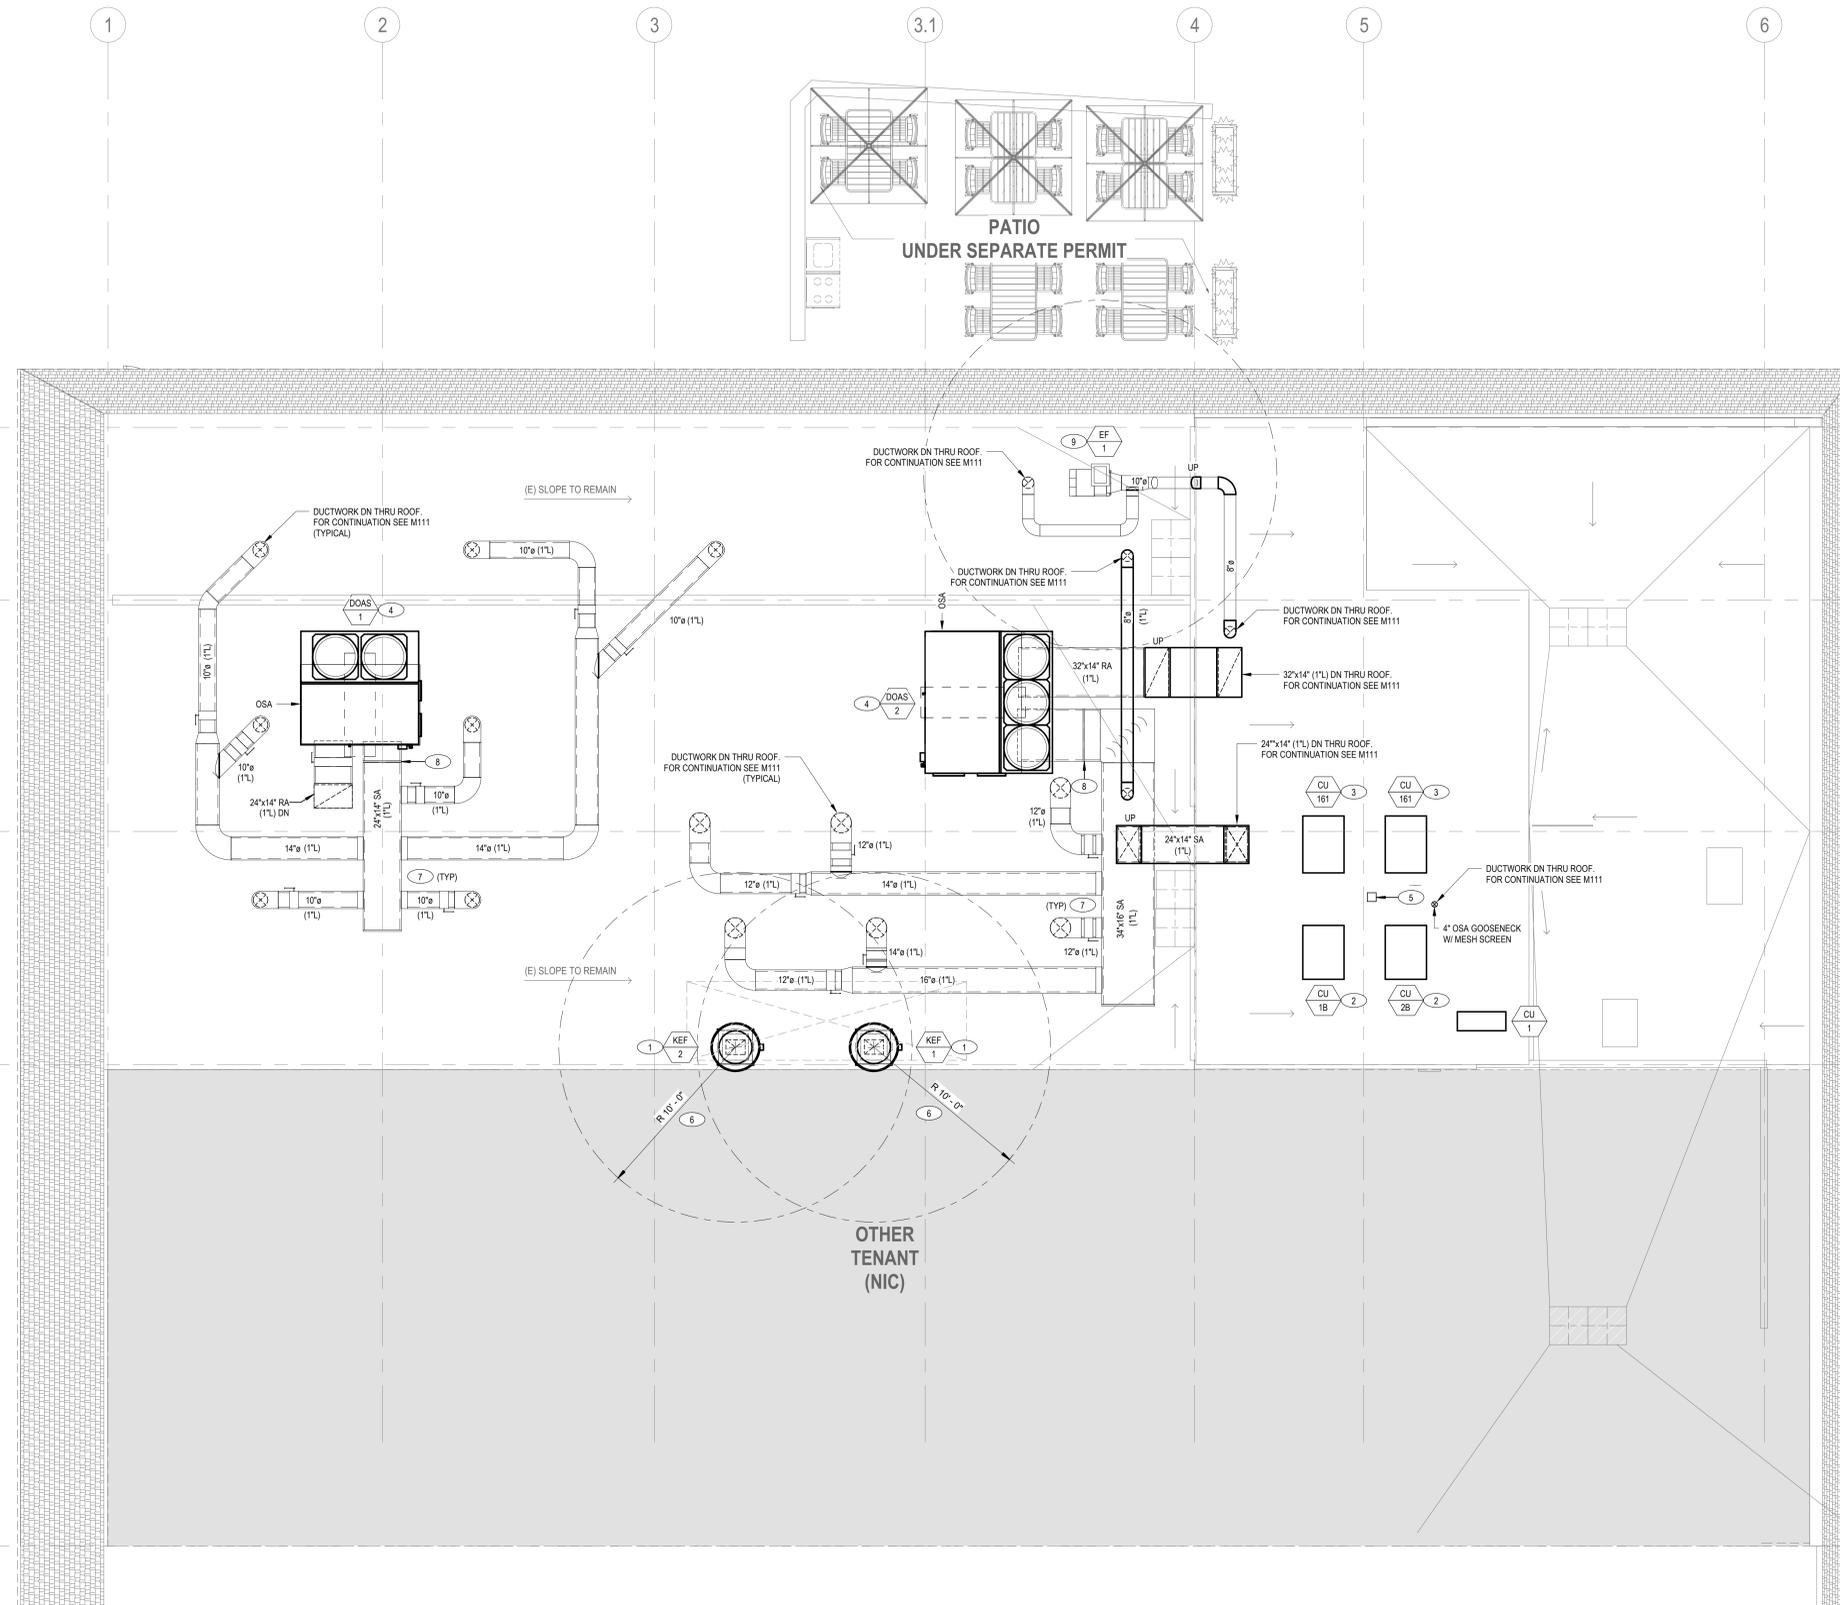 1
2
3
3.1
4
5
6
PATIO
UNDER SEPARATE PERMIT
DUCTWORK DN THRU ROOF.
FOR CONTINUATION SEE M111
9
EF
1
10"ø
UP
(E) SLOPE TO REMAIN
DUCTWORK DN THRU ROOF.
FOR CONTINUATION SEE M111
(TYPICAL)
10"ø (1"L)
10"ø (1"L)
10"ø (1"L)
DOAS
1
4
OSA
10"ø
(1"L)
24"x14" RA
(1"L) DN
24"x14" SA
(1"L)
8
10"ø
(1"L)
14"ø (1"L)
14"ø (1"L)
7
(TYP)
10"ø
(1"L)
10"ø
(1"L)
DUCTWORK DN THRU ROOF.
FOR CONTINUATION SEE M111
OSA
8"ø
(1"L)
8"ø
DUCTWORK DN THRU ROOF.
FOR CONTINUATION SEE M111
UP
32"x14" RA
(1"L)
32"x14" (1"L) DN THRU ROOF.
FOR CONTINUATION SEE M111
4
DOAS
2
24""x14" (1"L) DN THRU ROOF.
FOR CONTINUATION SEE M111
DUCTWORK DN THRU ROOF.
FOR CONTINUATION SEE M111
(TYPICAL)
8
12"ø
(1"L)
UP
24"x14" SA
(1"L)
12"ø (1"L)
12"ø (1"L)
14"ø (1"L)
(TYP)
7
34"x16" SA
(1"L)
12"ø (1"L)
14"ø (1"L)
12"ø (1"L)
16"ø (1"L)
(E) SLOPE TO REMAIN
CU
161
3
CU
161
3
5
DUCTWORK DN THRU ROOF.
FOR CONTINUATION SEE M111
4" OSA GOOSENECK
W/ MESH SCREEN
CU
1B
2
CU
2B
2
CU
1
1
KEF
2
KEF
1
1
R 10' - 0"
6
R 10' - 0"
6
OTHER
TENANT
(NIC)